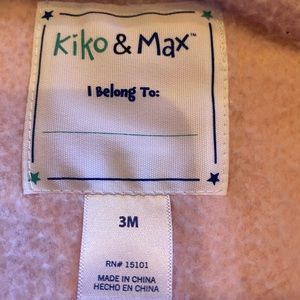 Kiko & Max™
I Belong To:
3M
RN# 15101
MADE IN CHINA
HECHO EN CHINA